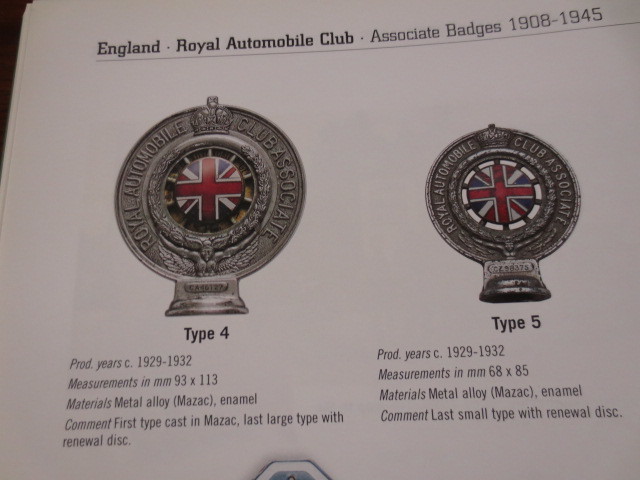 England · Royal Automobile Club · Associate Badges 1908-1945
ROYAL AUTOMOBILE CLUB ASSOCIATE
ROYAL AUTOMOBILE CLUB ASSOCIATE
Type 4
Prod. years c. 1929-1932
Measurements in mm 93 x 113
Materials Metal alloy (Mazac), enamel
Comment First type cast in Mazac, last large type with
renewal disc.
Type 5
Prod. years c. 1929-1932
Measurements in mm 68 x 85
Materials Metal alloy (Mazac), enamel
Comment Last small type with renewal disc.